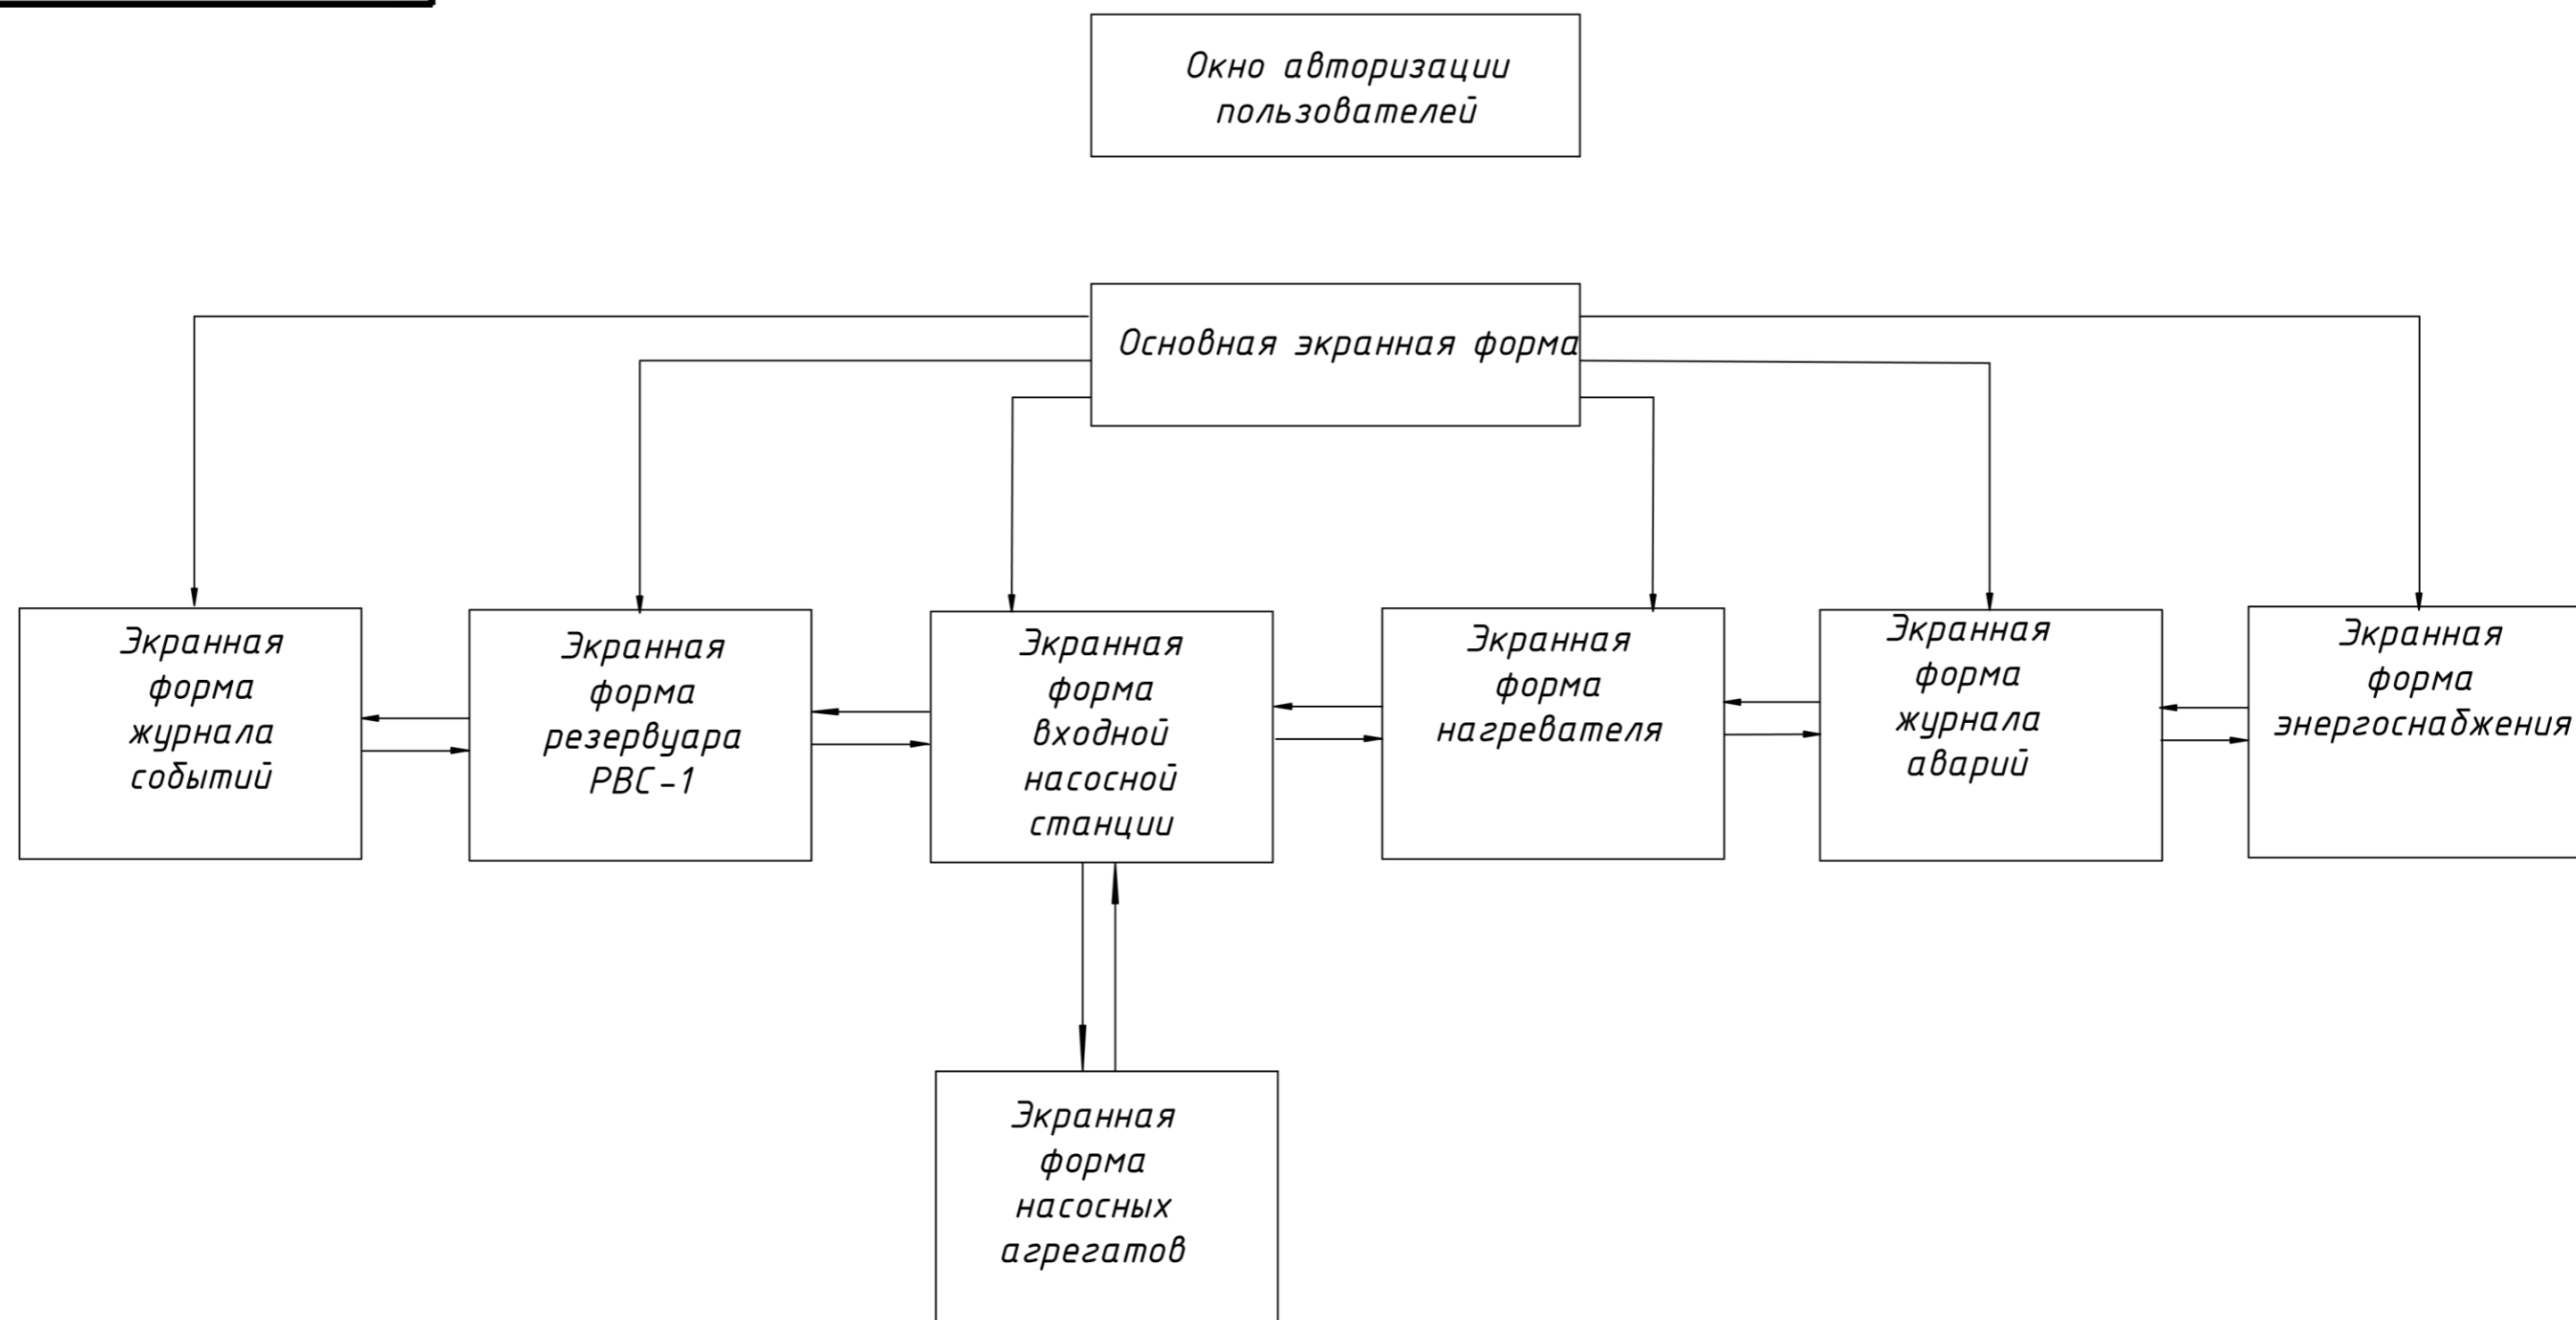 Окно авторизации
пользователей
Основная экранная форма
Экранная
форма
журнала
событий
Экранная
форма
резервуара
РВС-1
Экранная
форма
входной
насосной
станции
Экранная
форма
нагревателя
Экранная
форма
журнала
аварий
Экранная
форма
энергоснабжения
Экранная
форма
насосных
агрегатов